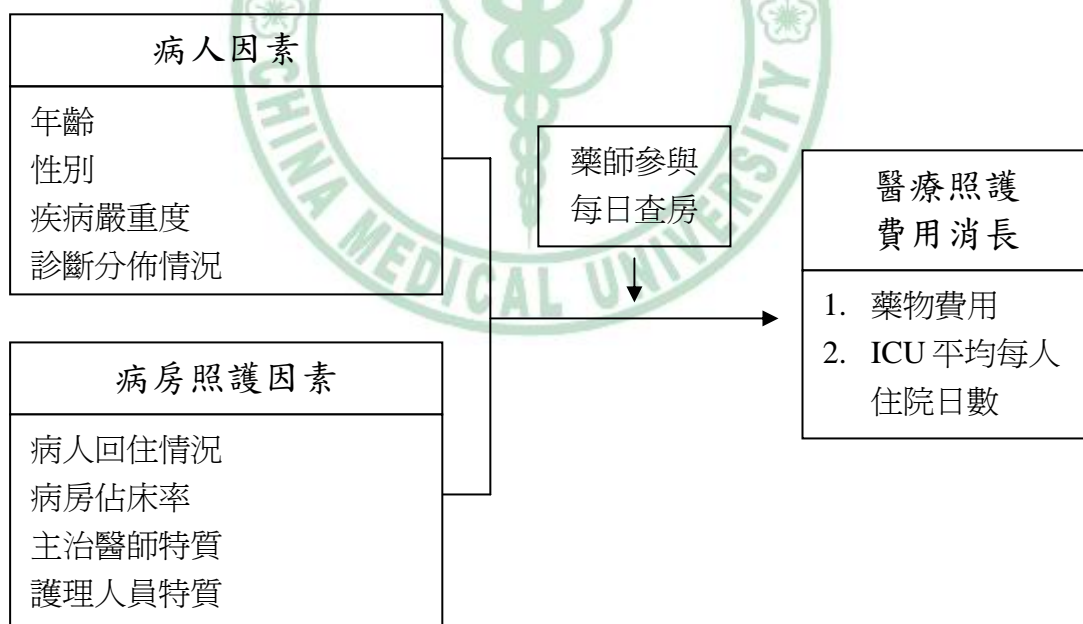 病人因素
年齡
性別
疾病嚴重度
診斷分佈情況
病房照護因素
病人回住情況
病房佔床率
主治醫師特質
護理人員特質
藥師參與
每日查房
醫療照護
費用消長
1. 藥物費用
2. ICU 平均每人
住院日數
CHINA MEDICAL UNIVERSITY